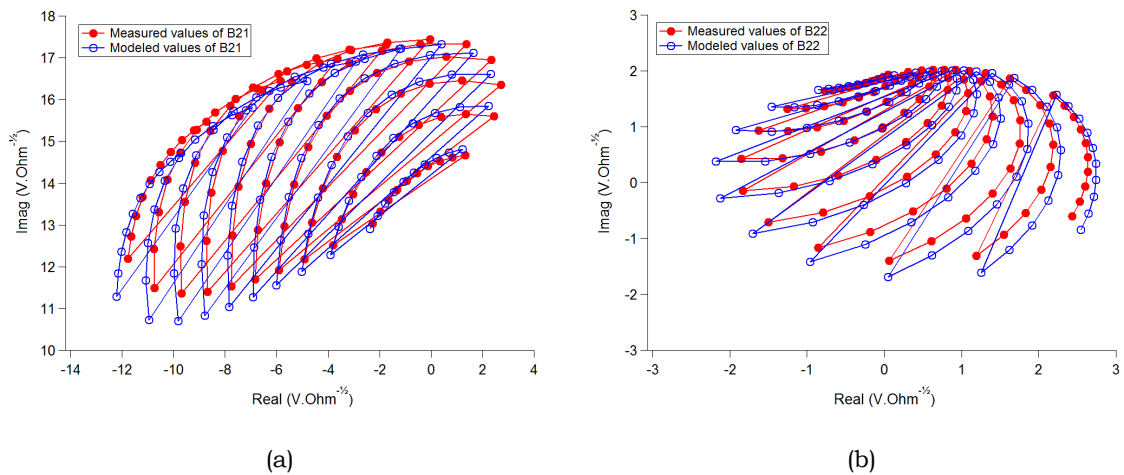 Measured values of B21
Modeled values of B21
Imag (V.Ohm^-½)
18
17
16
15
14
13
12
11
10
-14 -12 -10 -8 -6 -4 -2 0 2 4
Real (V.Ohm^-½)
(a)
Measured values of B22
Modeled values of B22
Imag (V.Ohm^-½)
3
2
1
0
-1
-2
-3
-3 -2 -1 0 1 2 3
Real (V.Ohm^-½)
(b)